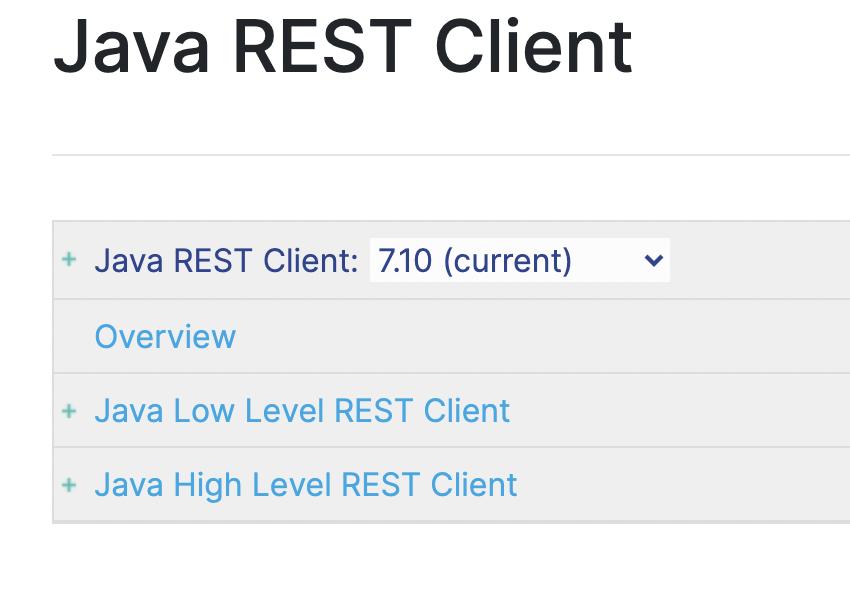 Java REST Client
+ Java REST Client: 7.10 (current)
Overview
+ Java Low Level REST Client
+ Java High Level REST Client